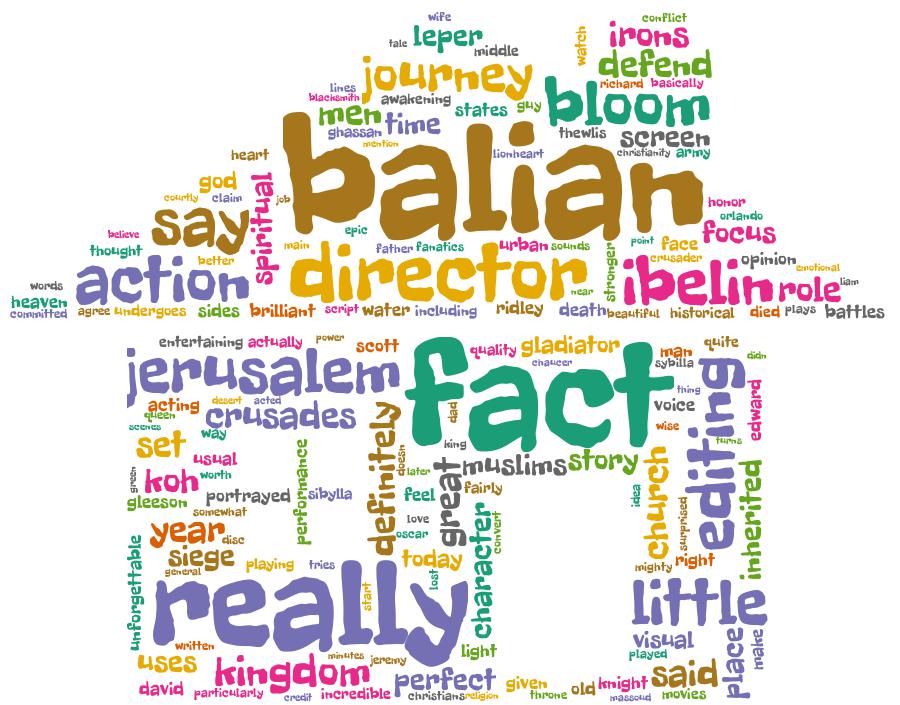 wife
conflict
tale leper middle watch irons
journey defend
lines richard basically
blacksmith awakening states guy bloom
men time
ghassan mention thewlis screen
lionheart christianity army
balian
heart
god spiritual
courtly claim job honor
say orlando
believe epic focus
thought better main father fanatics urban sounds point face
crusader opinion
action director stronger ibelin role emotional
words near liam
heaven
committed agree undergoes sides brilliant script water including ridley death beautiful historical died plays battles
entertaining actually power scott quality gladiator man quite
chaucer sybilla didn
jerusalem fact thing
desert acted
acting crusades dad voice edward
queen
scenes way definitely king wise turns
set muslims story editing
usual doesn later great
green koh worth performance feel fairly idea church
gleeson portrayed sibylla
somewhat love character convert surprised inherited
year disc oscar
siege today right
general playing tries mighty
unforgettable start lost
really little
visual
written light played
minutes jeremy place make
uses kingdom perfect given said
david particularly credit incredible christians religion throne old knight massoud movies